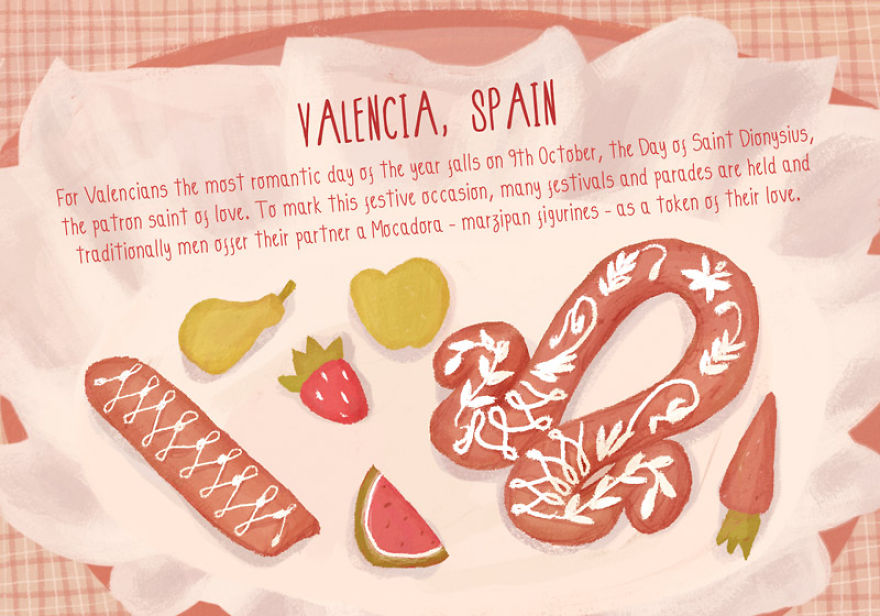 VALENCIA, SPAIN
For Valencians the most romantic day of the year falls on 9th October, the Day of Saint Dionysius,
the patron saint of love. To mark this festive occasion, many festivals and parades are held and
traditionally men offer their partner a Mocadora - marzipan figurines - as a token of their love.